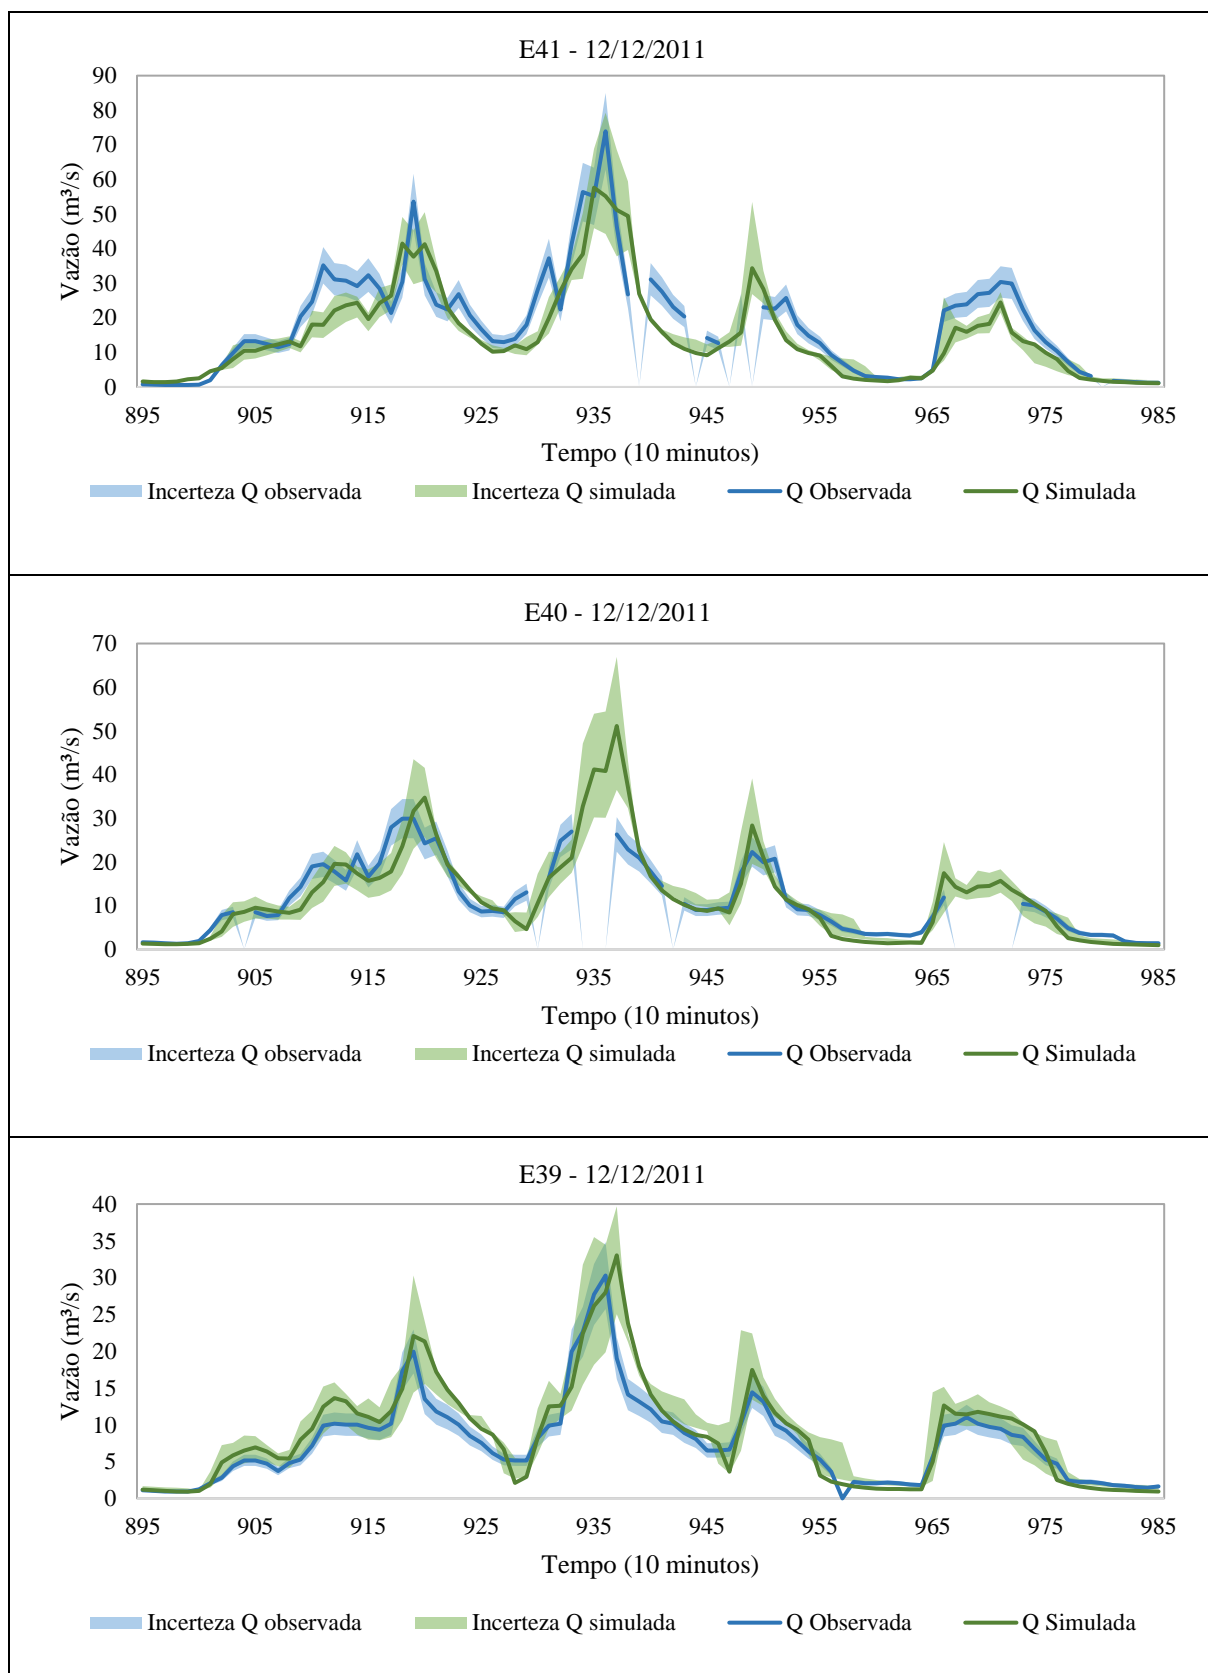 E41 - 12/12/2011
90
80
70
60
50
40
30
20
10
0
Vazão (m³/s)
895 905 915 925 935 945 955 965 975 985
Tempo (10 minutos)
Incerteza Q observada Incerteza Q simulada Q Observada Q Simulada
E40 - 12/12/2011
70
60
50
40
30
20
10
0
Vazão (m³/s)
895 905 915 925 935 945 955 965 975 985
Tempo (10 minutos)
Incerteza Q observada Incerteza Q simulada Q Observada Q Simulada
E39 - 12/12/2011
40
35
30
25
20
15
10
5
0
Vazão (m³/s)
895 905 915 925 935 945 955 965 975 985
Tempo (10 minutos)
Incerteza Q observada Incerteza Q simulada Q Observada Q Simulada